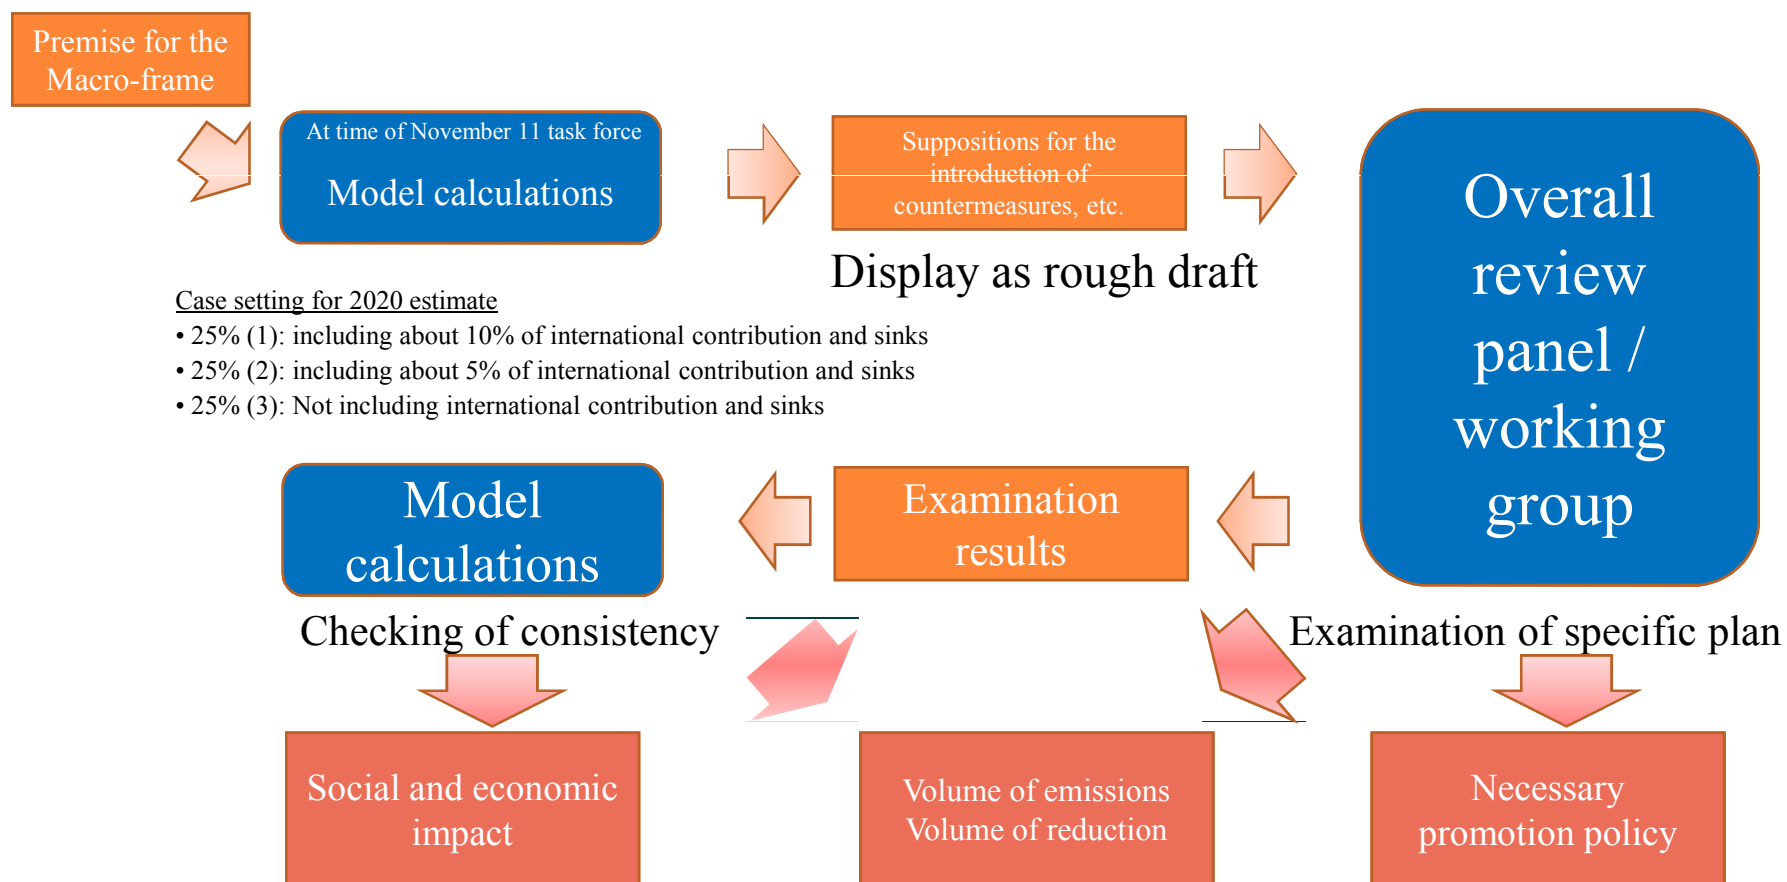 Premise for the
Macro-frame
At time of November 11 task force
Model calculations
Suppositions for the
introduction of
countermeasures, etc.
Display as rough draft
Overall
review
panel /
working
group
Case setting for 2020 estimate
• 25% (1): including about 10% of international contribution and sinks
• 25% (2): including about 5% of international contribution and sinks
• 25% (3): Not including international contribution and sinks
Model
calculations
Examination
results
Checking of consistency
Examination of specific plan
Social and economic
impact
Volume of emissions
Volume of reduction
Necessary
promotion policy